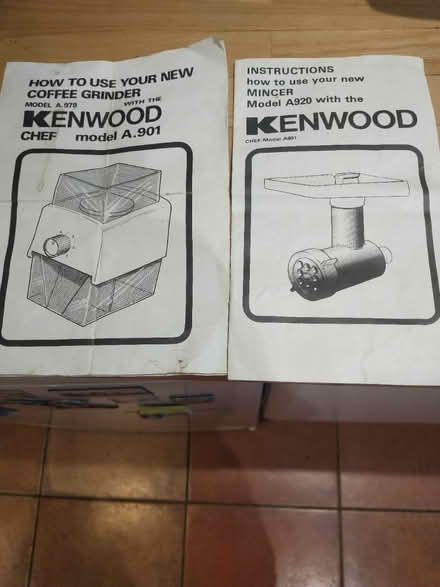 HOW TO USE YOUR NEW
COFFEE GRINDER
MODEL A.979 WITH THE
KENWOOD
CHEF model A.901
INSTRUCTIONS
how to use your new
MINCER
Model A920 with the
KENWOOD
CHEF Model A901